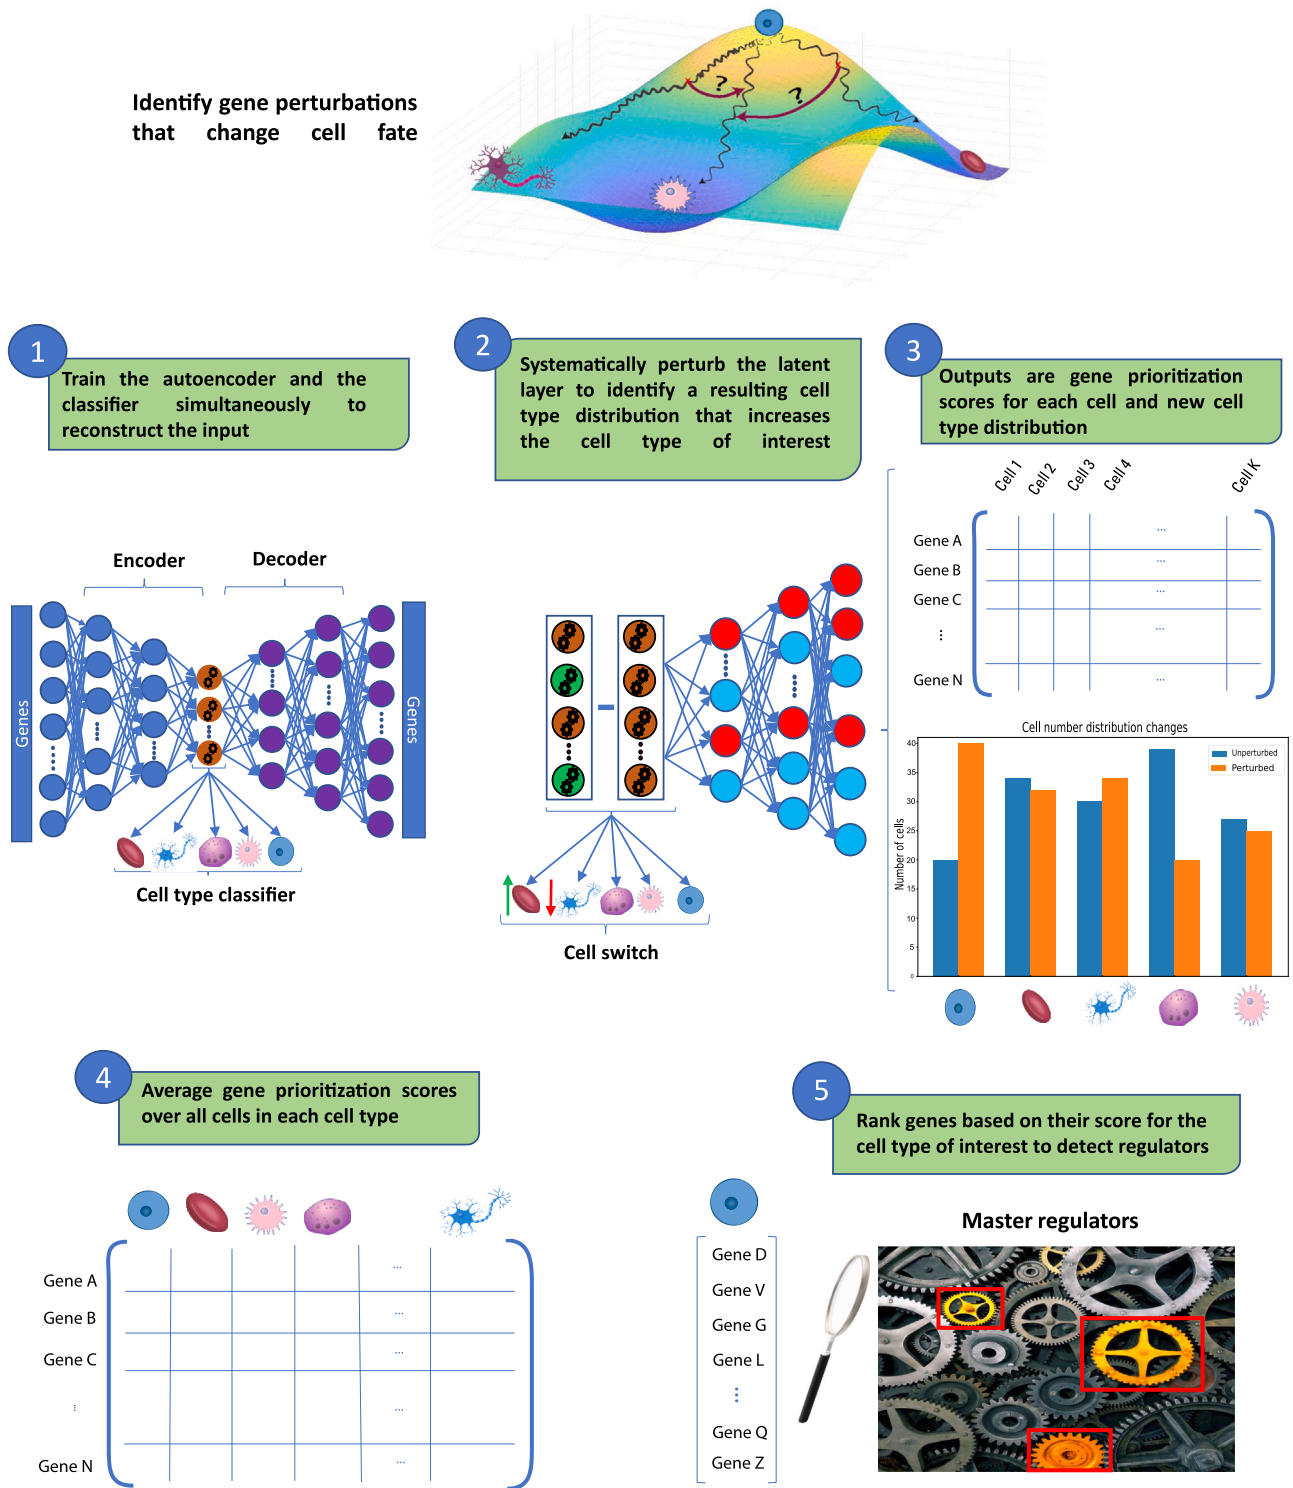 Identify gene perturbations
that change cell fate
?
?
1
Train the autoencoder and the
classifier simultaneously to
reconstruct the input
2
Systematically perturb the latent
layer to identify a resulting cell
type distribution that increases
the cell type of interest
3
Outputs are gene prioritization
scores for each cell and new cell
type distribution
Encoder
Decoder
Genes
Genes
Cell type classifier
Cell switch
Cell 1
Cell 2
Cell 3
Cell 4
Cell K
Gene A
...
Gene B
...
Gene C
...
...
...
Gene N
...
Cell number distribution changes
Unperturbed
Perturbed
Number of cells
40
35
30
25
20
15
10
5
0
4
Average gene prioritization scores
over all cells in each cell type
Gene A
...
Gene B
...
Gene C
...
...
...
Gene N
...
5
Rank genes based on their score for the
cell type of interest to detect regulators
Master regulators
Gene D
Gene V
Gene G
Gene L
...
Gene Q
Gene Z